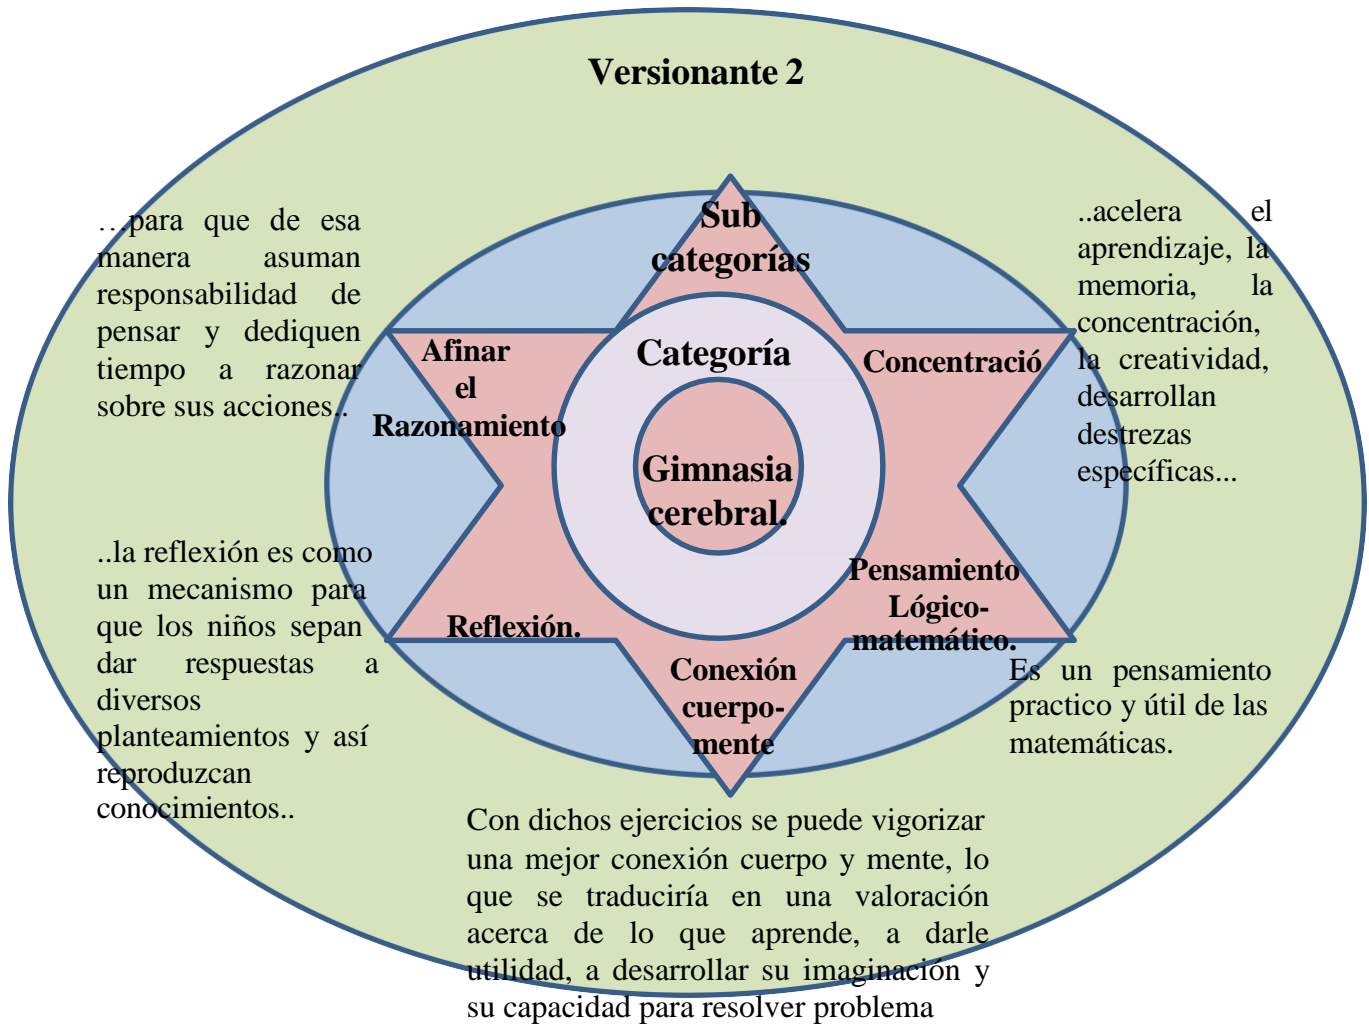 Versionante 2
…para que de esa
manera asuman
responsabilidad de
pensar y dediquen
tiempo a razonar
sobre sus acciones..
Sub
categorías
..acelera el
aprendizaje, la
memoria, la
concentración,
la creatividad,
desarrollan
destrezas
específicas...
Afinar
el
Razonamiento
Categoría
Concentració
Gimnasia
cerebral.
..la reflexión es como
un mecanismo para
que los niños sepan
dar respuestas a
diversos
planteamientos y así
reproduzcan
conocimientos..
Reflexión.
Pensamiento
Lógico-
matemático.
Conexión
cuerpo-
mente
Es un pensamiento
practico y útil de las
matemáticas.
Con dichos ejercicios se puede vigorizar
una mejor conexión cuerpo y mente, lo
que se traduciría en una valoración
acerca de lo que aprende, a darle
utilidad, a desarrollar su imaginación y
su capacidad para resolver problema